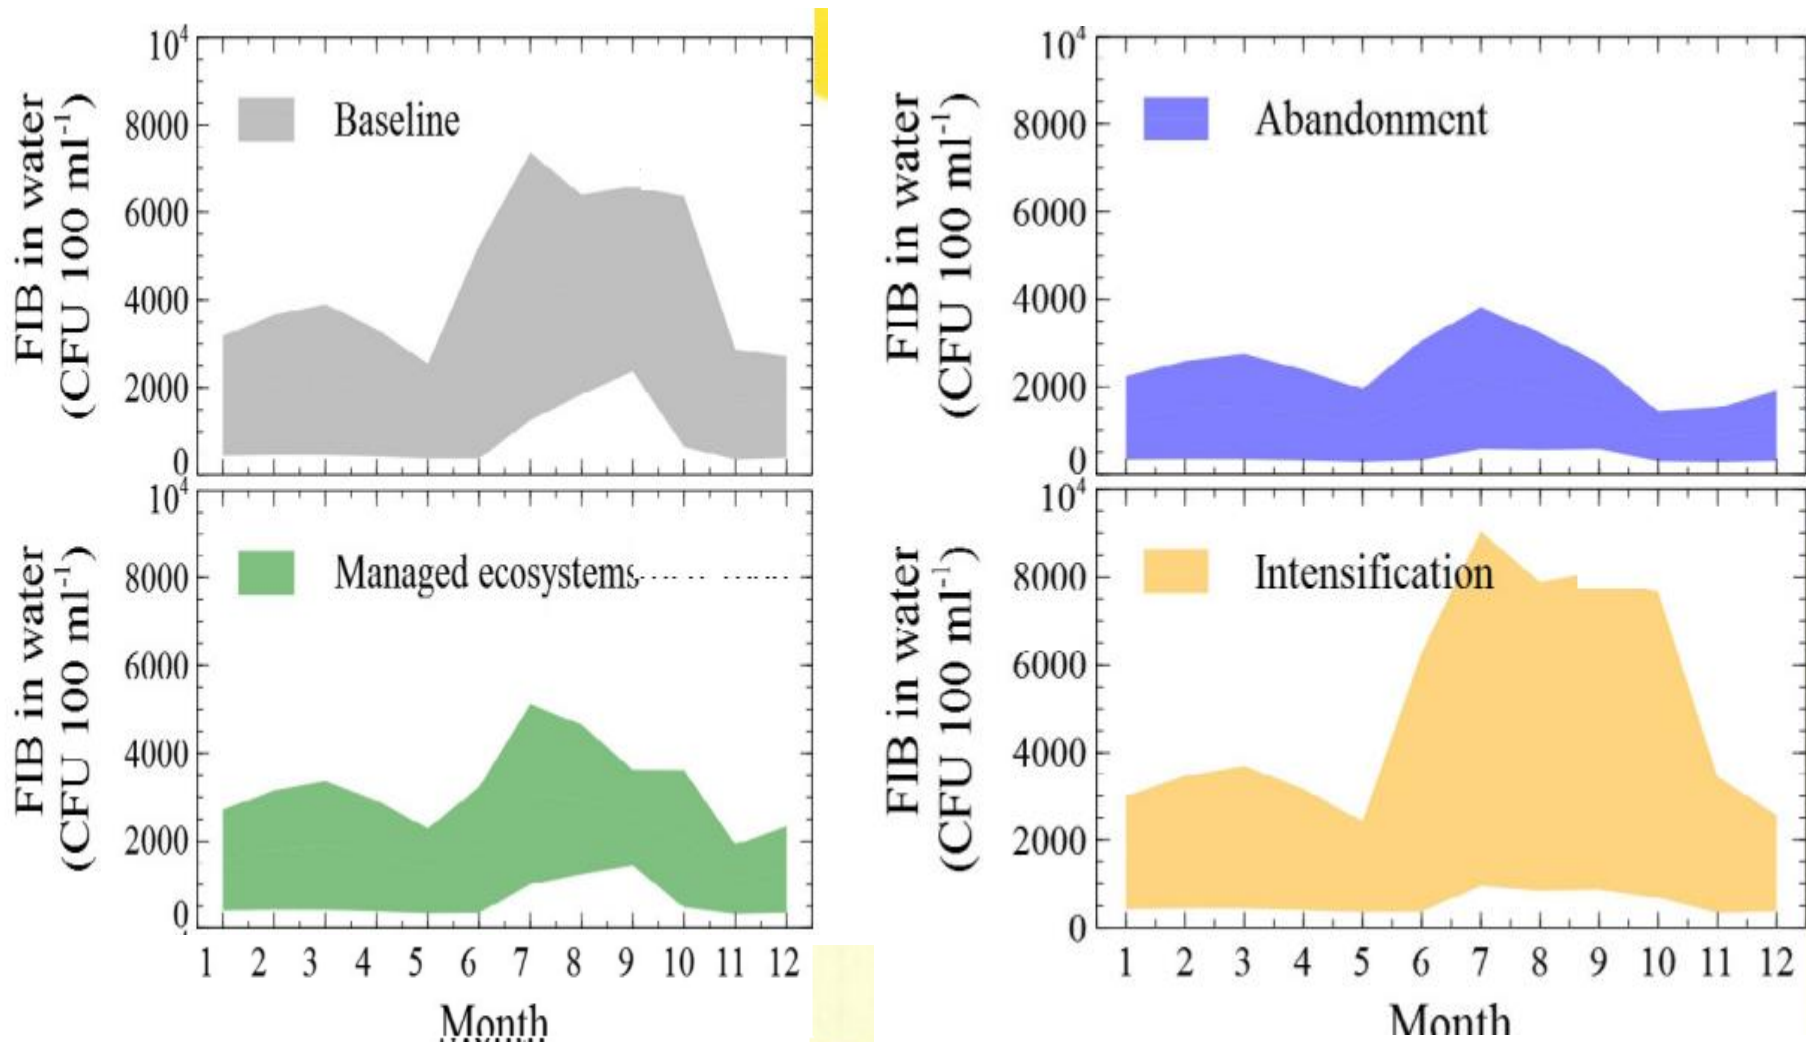 10⁴
8000
6000
4000
2000
0
FIB in water
(CFU 100 ml⁻¹)
Baseline
10⁴
8000
6000
4000
2000
0
FIB in water
(CFU 100 ml⁻¹)
Abandonment
10⁴
8000
6000
4000
2000
0
FIB in water
(CFU 100 ml⁻¹)
Managed ecosystems
1 2 3 4 5 6 7 8 9 10 11 12
Month
10⁴
8000
6000
4000
2000
0
FIB in water
(CFU 100 ml⁻¹)
Intensification
1 2 3 4 5 6 7 8 9 10 11 12
Month